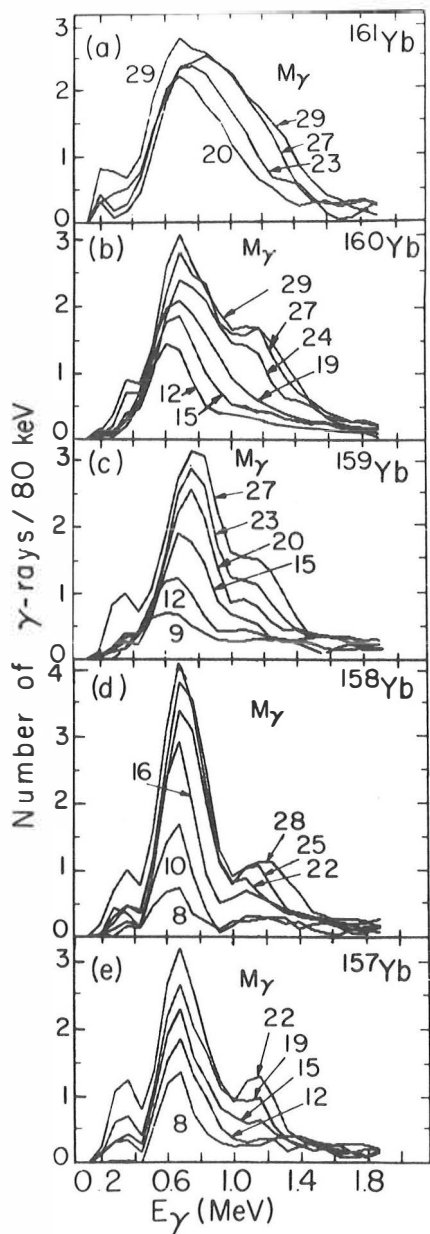 Number of γ-rays / 80 keV
(a)
161Yb
3
2
1
0
29
Mγ
29
27
23
20
(b)
160Yb
3
2
1
0
Mγ
29
27
24
19
12
15
(c)
159Yb
3
2
1
0
Mγ
27
23
20
15
12
9
(d)
158Yb
4
3
2
1
0
Mγ
16
28
25
22
10
8
(e)
157Yb
3
2
1
0
Mγ
22
19
15
12
8
0.2 0.6 1.0 1.4 1.8
Eγ (MeV)